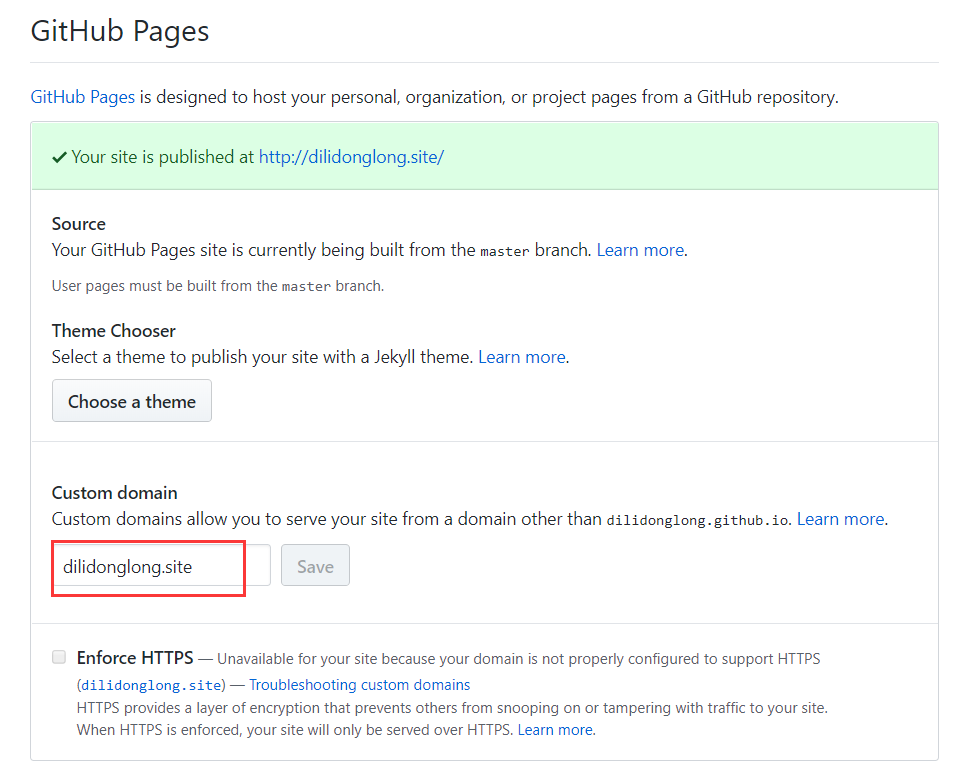 GitHub Pages
GitHub Pages is designed to host your personal, organization, or project pages from a GitHub repository.
✓ Your site is published at http://dilidonglong.site/
Source
Your GitHub Pages site is currently being built from the master branch. Learn more.
User pages must be built from the master branch.
Theme Chooser
Select a theme to publish your site with a Jekyll theme. Learn more.
Choose a theme
Custom domain
Custom domains allow you to serve your site from a domain other than dilidonglong.github.io. Learn more.
dilidonglong.site Save
Enforce HTTPS — Unavailable for your site because your domain is not properly configured to support HTTPS
(dilidonglong.site) — Troubleshooting custom domains
HTTPS provides a layer of encryption that prevents others from snooping on or tampering with traffic to your site.
When HTTPS is enforced, your site will only be served over HTTPS. Learn more.